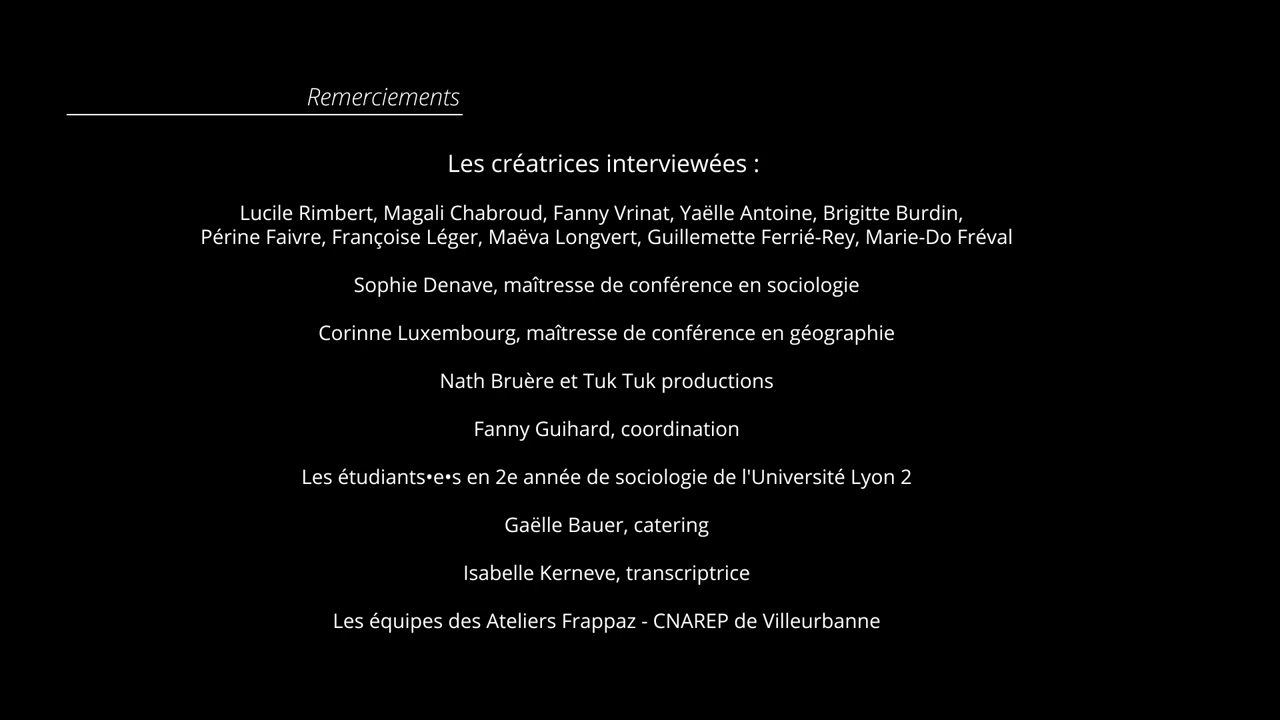 Remerciements
Les créatrices interviewées :
Lucile Rimbert, Magali Chabroud, Fanny Vrinat, Yaëlle Antoine, Brigitte Burdin,
Périne Faivre, Françoise Léger, Maëva Longvert, Guillemette Ferrié-Rey, Marie-Do Fréval
Sophie Denave, maîtresse de conférence en sociologie
Corinne Luxembourg, maîtresse de conférence en géographie
Nath Bruère et Tuk Tuk productions
Fanny Guihard, coordination
Les étudiants•e•s en 2e année de sociologie de l'Université Lyon 2
Gaëlle Bauer, catering
Isabelle Kerneve, transcriptrice
Les équipes des Ateliers Frappaz - CNAREP de Villeurbanne